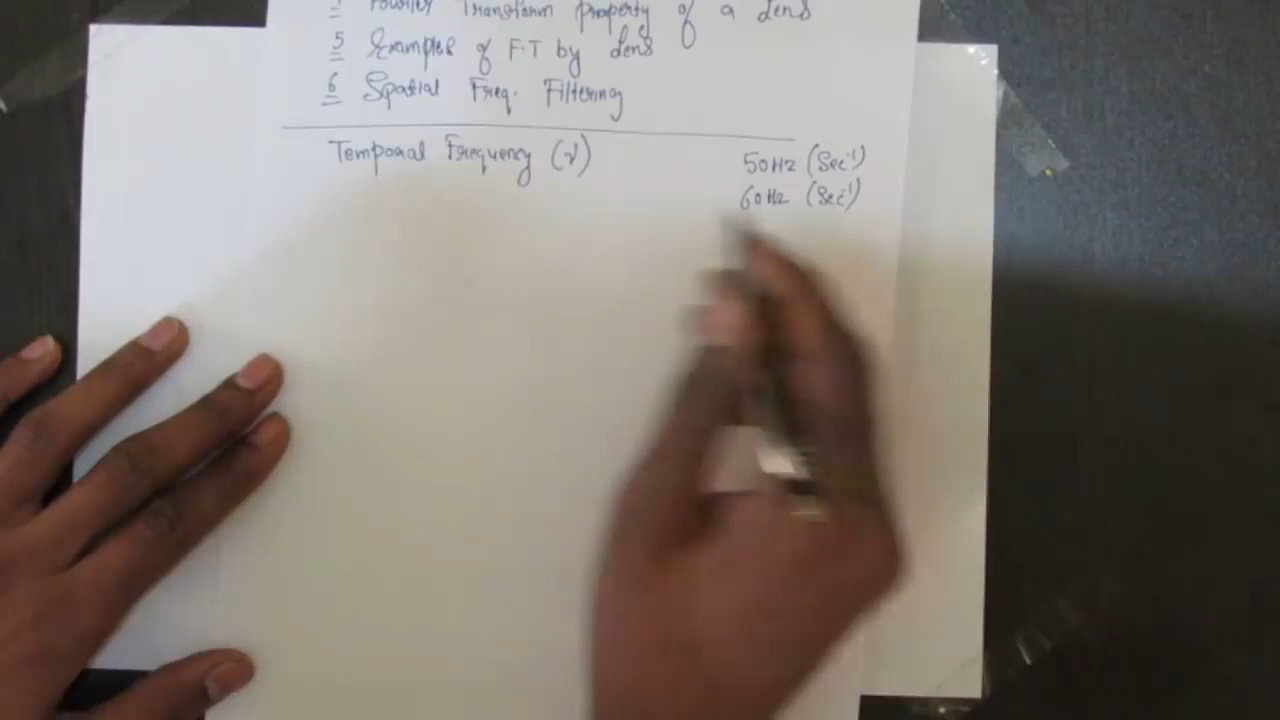 Fourier Transform property of a lens
5 Examples of F.T by lens
6 Spatial Freq. Filtering
Temporal Frequency (ν)
50Hz (Sec⁻¹)
60Hz (Sec⁻¹)